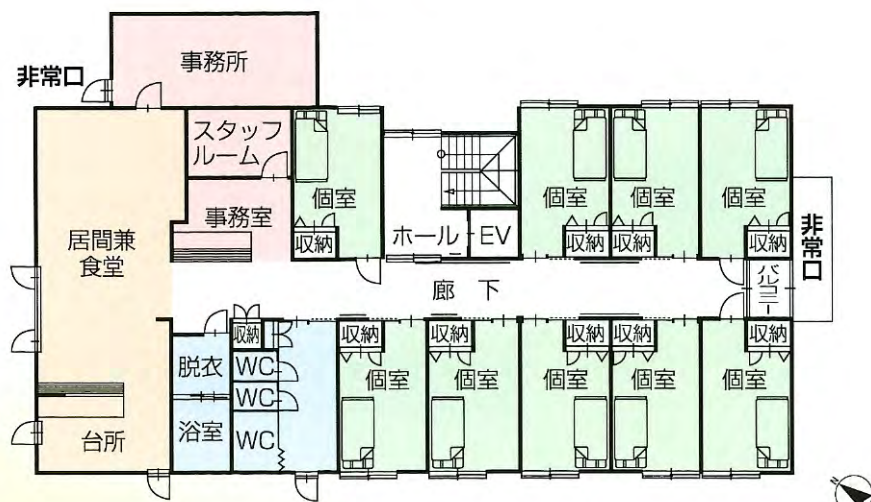 事務所
非常口
スタッフ
ルーム
個室
収納
事務室
居間兼
食堂
ホール
EV
個室
収納
個室
収納
個室
収納
非常口
バルコニー
廊下
収納
脱衣
浴室
WC
WC
WC
台所
収納
個室
収納
個室
収納
個室
収納
個室
収納
個室